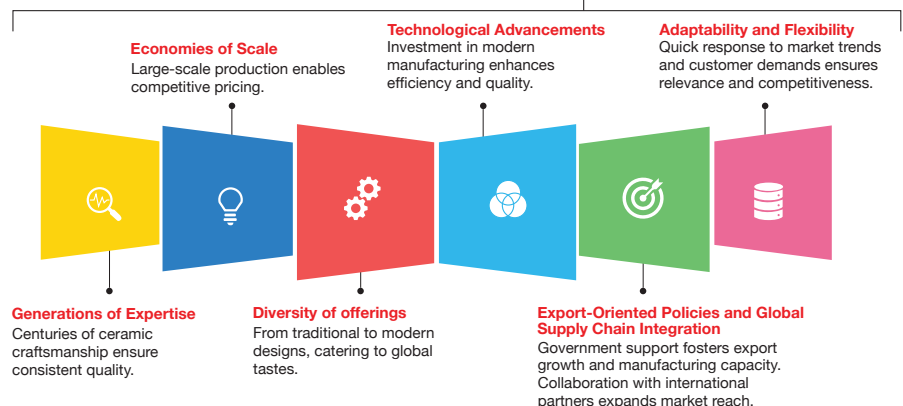 Technological Advancements
Investment in modern
manufacturing enhances
efficiency and quality.
Adaptability and Flexibility
Quick response to market trends
and customer demands ensures
relevance and competitiveness.
Economies of Scale
Large-scale production enables
competitive pricing.
Generations of Expertise
Centuries of ceramic
craftsmanship ensure
consistent quality.
Diversity of offerings
From traditional to modern
designs, catering to global
tastes.
Export-Oriented Policies and Global
Supply Chain Integration
Government support fosters export
growth and manufacturing capacity.
Collaboration with international
partners expands market reach.